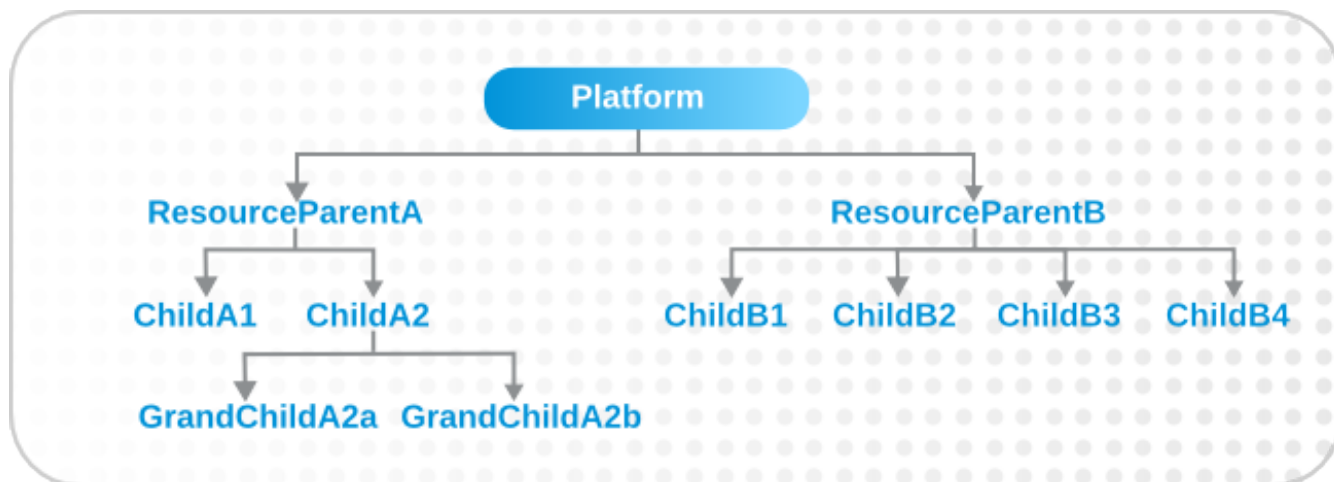 Platform
ResourceParentA ResourceParentB
ChildA1 ChildA2 ChildB1 ChildB2 ChildB3 ChildB4
GrandChildA2a GrandChildA2b